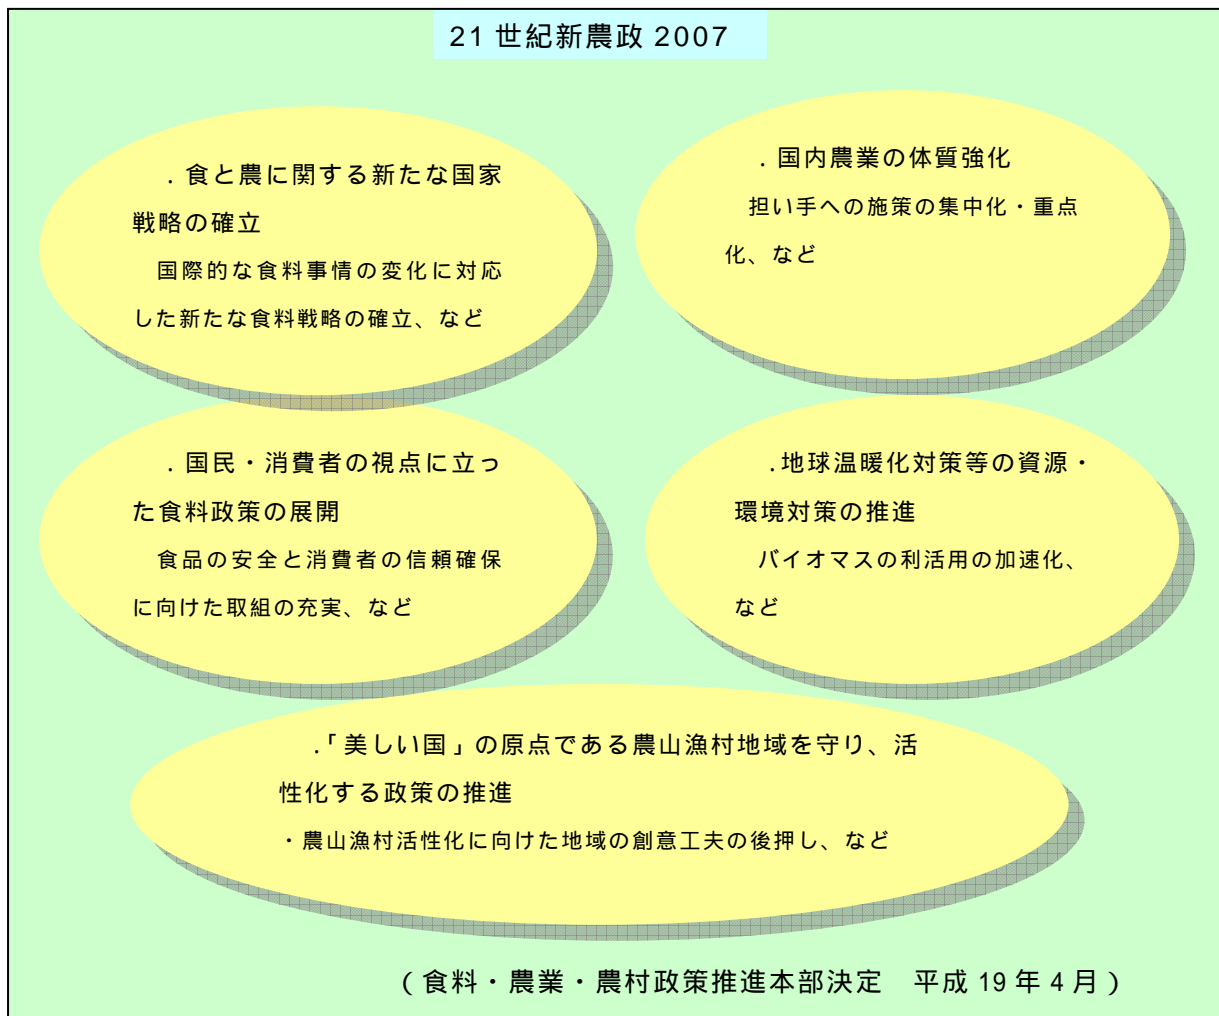 21世紀新農政2007
．食と農に関する新たな国家
戦略の確立
国際的な食料事情の変化に対応
した新たな食料戦略の確立、など
．国内農業の体質強化
担い手への施策の集中化・重点
化、など
．国民・消費者の視点に立っ
た食料政策の展開
食品の安全と消費者の信頼確保
に向けた取組の充実、など
．地球温暖化対策等の資源・
環境対策の推進
バイオマスの利活用の加速化、
など
．「美しい国」の原点である農山漁村地域を守り、活
性化する政策の推進
・農山漁村活性化に向けた地域の創意工夫の後押し、など
（食料・農業・農村政策推進本部決定　平成19年4月）